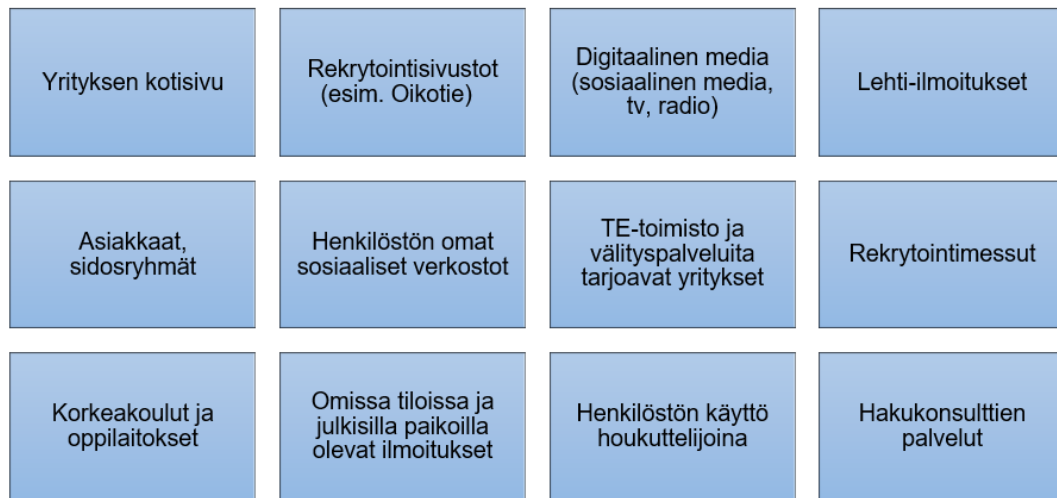 Yrityksen kotisivu
Rekrytointisivustot
(esim. Oikotie)
Digitaalinen media
(sosiaalinen media,
tv, radio)
Lehti-ilmoitukset
Asiakkaat,
sidosryhmät
Henkilöstön omat
sosiaaliset verkostot
TE-toimisto ja
välityspalveluita
tarjoavat yritykset
Rekrytointimessut
Korkeakoulut ja
oppilaitokset
Omissa tiloissa ja
julkisilla paikoilla
olevat ilmoitukset
Henkilöstön käyttö
houkuttelijoina
Hakukonsulttien
palvelut